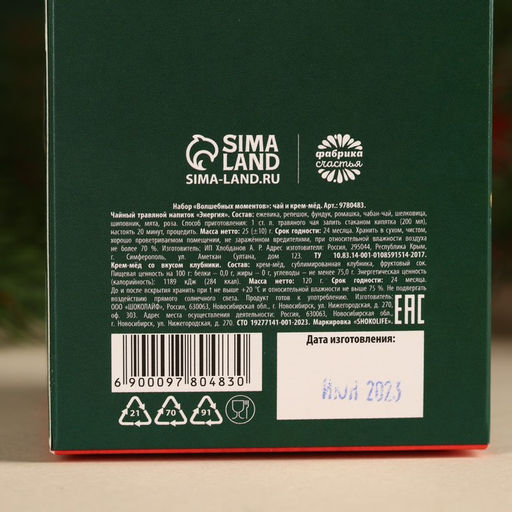 SIMA
LAND
SIMA-LAND.RU
фабрика
счастья
Набор «Волшебных моментов»: чай и крем-мёд. Арт.: 9780483.
Чайный травяной напиток «Энергия». Состав: ежевика, репешок, фундук, ромашка, чабан-чай, шелковица,
шиповник, мята, роза. Способ приготовления: 1 ст. л. травяного чая залить стаканом кипятка (200 мл),
настоять 20 минут, процедить. Масса нетто: 25 (±10) г. Срок годности: 24 месяца. Хранить в сухом, чистом,
хорошо проветриваемом помещении, не заражённом вредителями, при относительной влажности воздуха
не более 70 %. Изготовитель: ИП Хлобданов А. Р. Адрес изготовителя: Россия, 295044, Республика Крым,
г. Симферополь, ул. Аметхан Султана, дом 123. ТО 10.83.14-001-0108591514-2017.
Крем-мёд со вкусом клубники. Состав: крем-мёд, сублимированная клубника, фруктовый сок.
Пищевая ценность на 100 г: белки – 0,0 г, жиры – 0 г, углеводы – не менее 75,0 г. Энергетическая ценность
(калорийность): 1189 кДж (284 ккал). Масса нетто: 120 г. Срок годности: 24 месяца.
До и после вскрытия хранить при t не выше +20 °С и относительной влажности не выше 75 %. Не подвергать
воздействию прямого солнечного света. Продукт готов к употреблению. Изготовитель:
ООО «ШОКОЛАЙФ». Адрес: Россия, 630063, Новосибирская обл., г. Новосибирск, ул. Нижегородская, д. 270,
оф. 303. Адрес места осуществления деятельности: Россия, 630063, Новосибирская обл.,
г. Новосибирск, ул. Нижегородская, д. 270, СТО 19277141-001-2023. Маркировка «SHOKOLIFE».
EAC
Дата изготовления:
ИЮЛ 2023
6 900097 804830
21
70
91